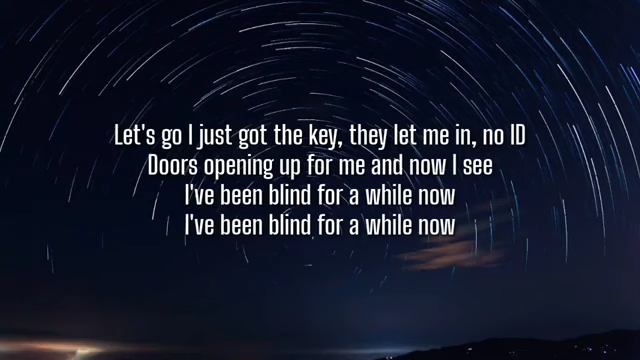 Let's go I just got the key, they let me in, no ID
Doors opening up for me and now I see
I've been blind for a while now
I've been blind for a while now